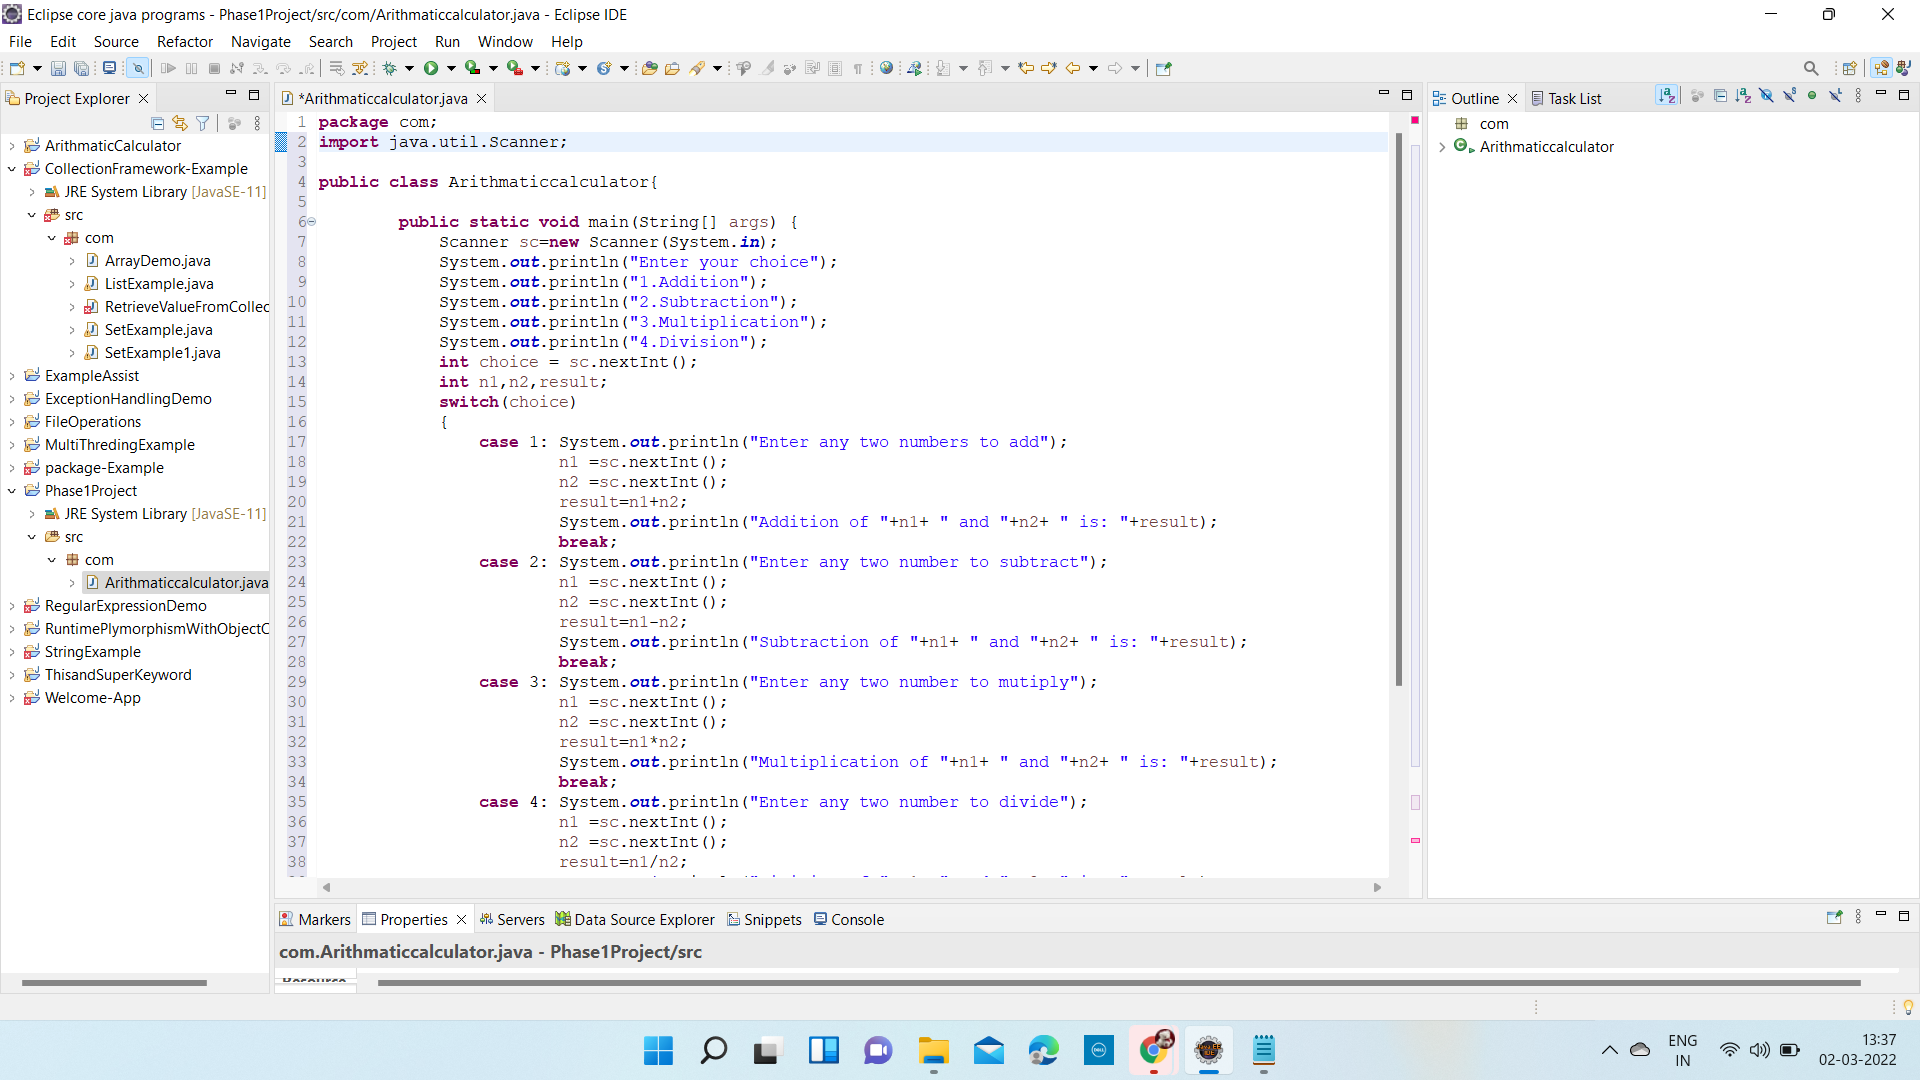 Eclipse core java programs - Phase1Project/src/com/Arithmaticcalculator.java - Eclipse IDE
File Edit Source Refactor Navigate Search Project Run Window Help
Project Explorer
ArithmaticCalculator
CollectionFramework-Example
JRE System Library [JavaSE-11]
src
com
ArrayDemo.java
ListExample.java
RetrieveValueFromCollec
SetExample.java
SetExample1.java
ExampleAssist
ExceptionHandlingDemo
FileOperations
MultiThredingExample
package-Example
Phase1Project
JRE System Library [JavaSE-11]
src
com
Arithmaticcalculator.java
RegularExpressionDemo
RuntimePlymorphismWithObjectC
StringExample
ThisandSuperKeyword
Welcome-App
*Arithmaticcalculator.java
1 package com;
2 import java.util.Scanner;
3
4 public class Arithmaticcalculator{
5
6 public static void main(String[] args) {
7 Scanner sc=new Scanner(System.in);
8 System.out.println("Enter your choice");
9 System.out.println("1.Addition");
10 System.out.println("2.Subtraction");
11 System.out.println("3.Multiplication");
12 System.out.println("4.Division");
13 int choice = sc.nextInt();
14 int n1,n2,result;
15 switch(choice)
16 {
17 case 1: System.out.println("Enter any two numbers to add");
18 n1 =sc.nextInt();
19 n2 =sc.nextInt();
20 result=n1+n2;
21 System.out.println("Addition of "+n1+ " and "+n2+ " is: "+result);
22 break;
23 case 2: System.out.println("Enter any two number to subtract");
24 n1 =sc.nextInt();
25 n2 =sc.nextInt();
26 result=n1-n2;
27 System.out.println("Subtraction of "+n1+ " and "+n2+ " is: "+result);
28 break;
29 case 3: System.out.println("Enter any two number to mutiply");
30 n1 =sc.nextInt();
31 n2 =sc.nextInt();
32 result=n1*n2;
33 System.out.println("Multiplication of "+n1+ " and "+n2+ " is: "+result);
34 break;
35 case 4: System.out.println("Enter any two number to divide");
36 n1 =sc.nextInt();
37 n2 =sc.nextInt();
38 result=n1/n2;
Outline Task List
com
Arithmaticcalculator
Markers Properties Servers Data Source Explorer Snippets Console
com.Arithmaticcalculator.java - Phase1Project/src
ENG
IN
13:37
02-03-2022